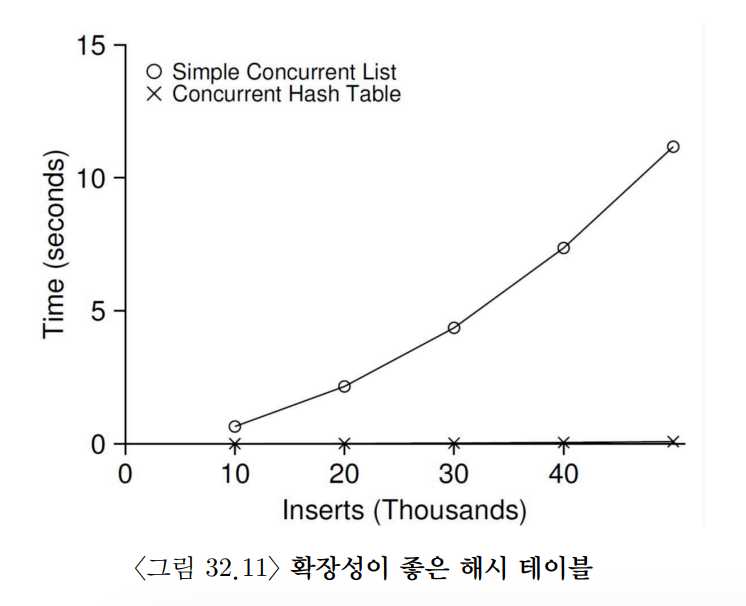 15
Simple Concurrent List
Concurrent Hash Table
10
Time (seconds)
5
0
0 10 20 30 40
Inserts (Thousands)
〈그림 32.11〉 확장성이 좋은 해시 테이블